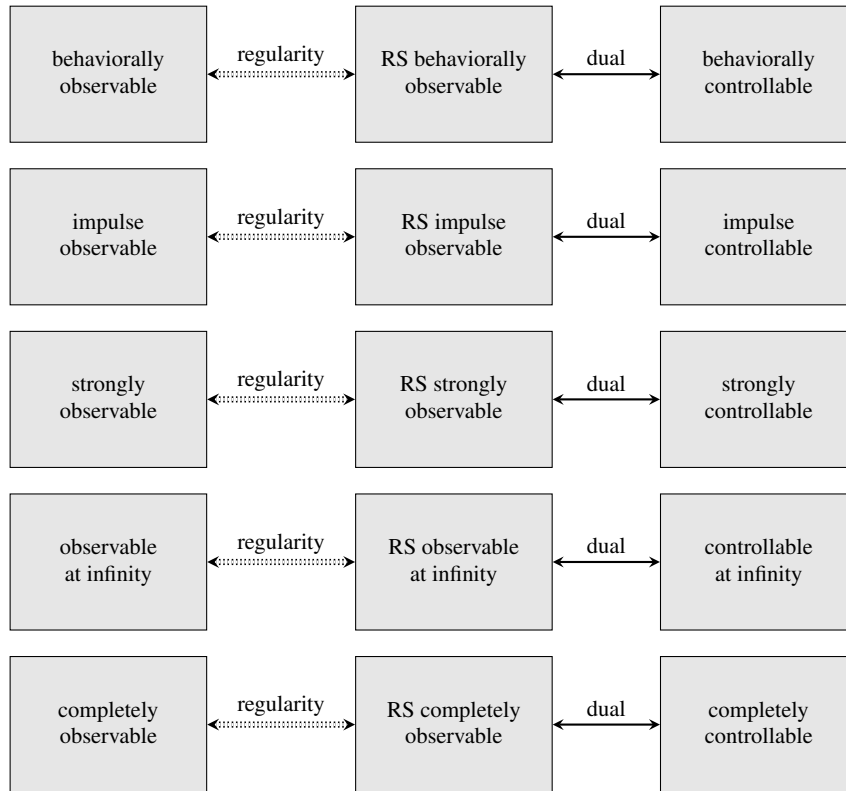 behaviorally
observable
regularity
RS behaviorally
observable
dual
behaviorally
controllable
impulse
observable
regularity
RS impulse
observable
dual
impulse
controllable
strongly
observable
regularity
RS strongly
observable
dual
strongly
controllable
observable
at infinity
regularity
RS observable
at infinity
dual
controllable
at infinity
completely
observable
regularity
RS completely
observable
dual
completely
controllable